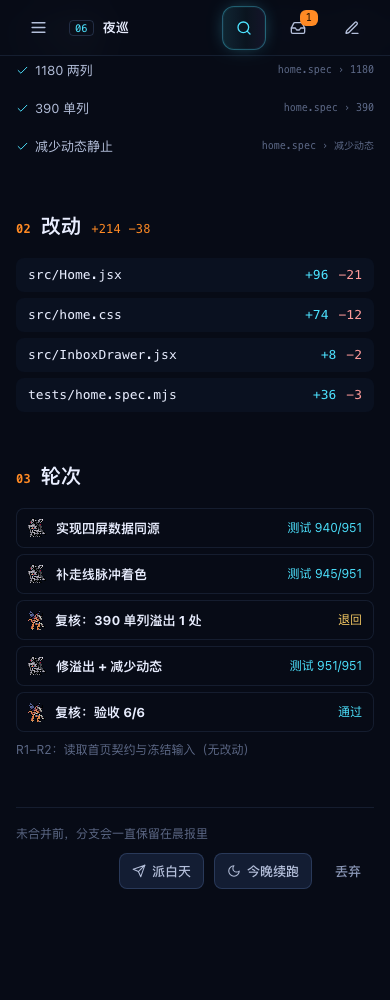 06 夜巡
1
1180 两列 home.spec › 1180
390 单列 home.spec › 390
减少动态静止 home.spec › 减少动态
02 改动 +214 −38
src/Home.jsx +96 −21
src/home.css +74 −12
src/InboxDrawer.jsx +8 −2
tests/home.spec.mjs +36 −3
03 轮次
实现四屏数据同源 测试 940/951
补走线脉冲着色 测试 945/951
复核：390 单列溢出 1 处 退回
修溢出 + 减少动态 测试 951/951
复核：验收 6/6 通过
R1–R2：读取首页契约与冻结输入（无改动）
未合并前，分支会一直保留在晨报里
派白天 今晚续跑 丢弃